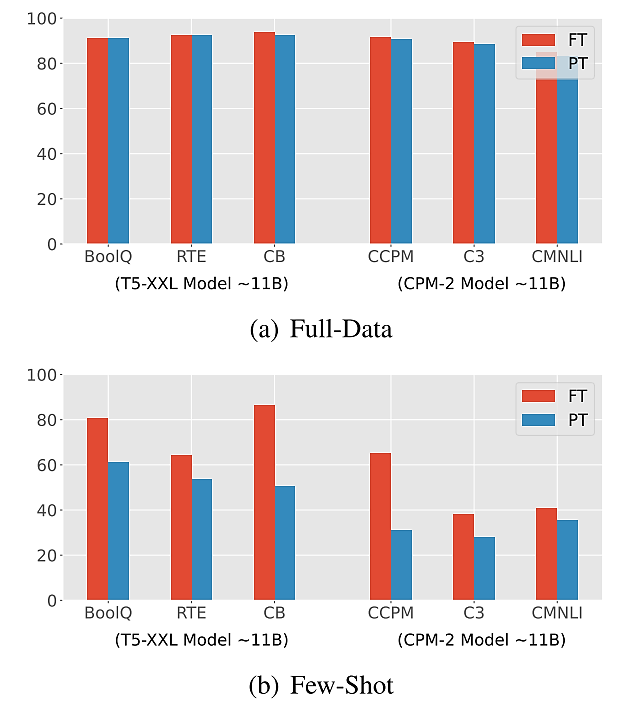 100
80
60
40
20
0
FT
PT
BoolQ RTE CB CCPM C3 CMNLI
(T5-XXL Model ~11B) (CPM-2 Model ~11B)
(a) Full-Data
100
80
60
40
20
0
FT
PT
BoolQ RTE CB CCPM C3 CMNLI
(T5-XXL Model ~11B) (CPM-2 Model ~11B)
(b) Few-Shot